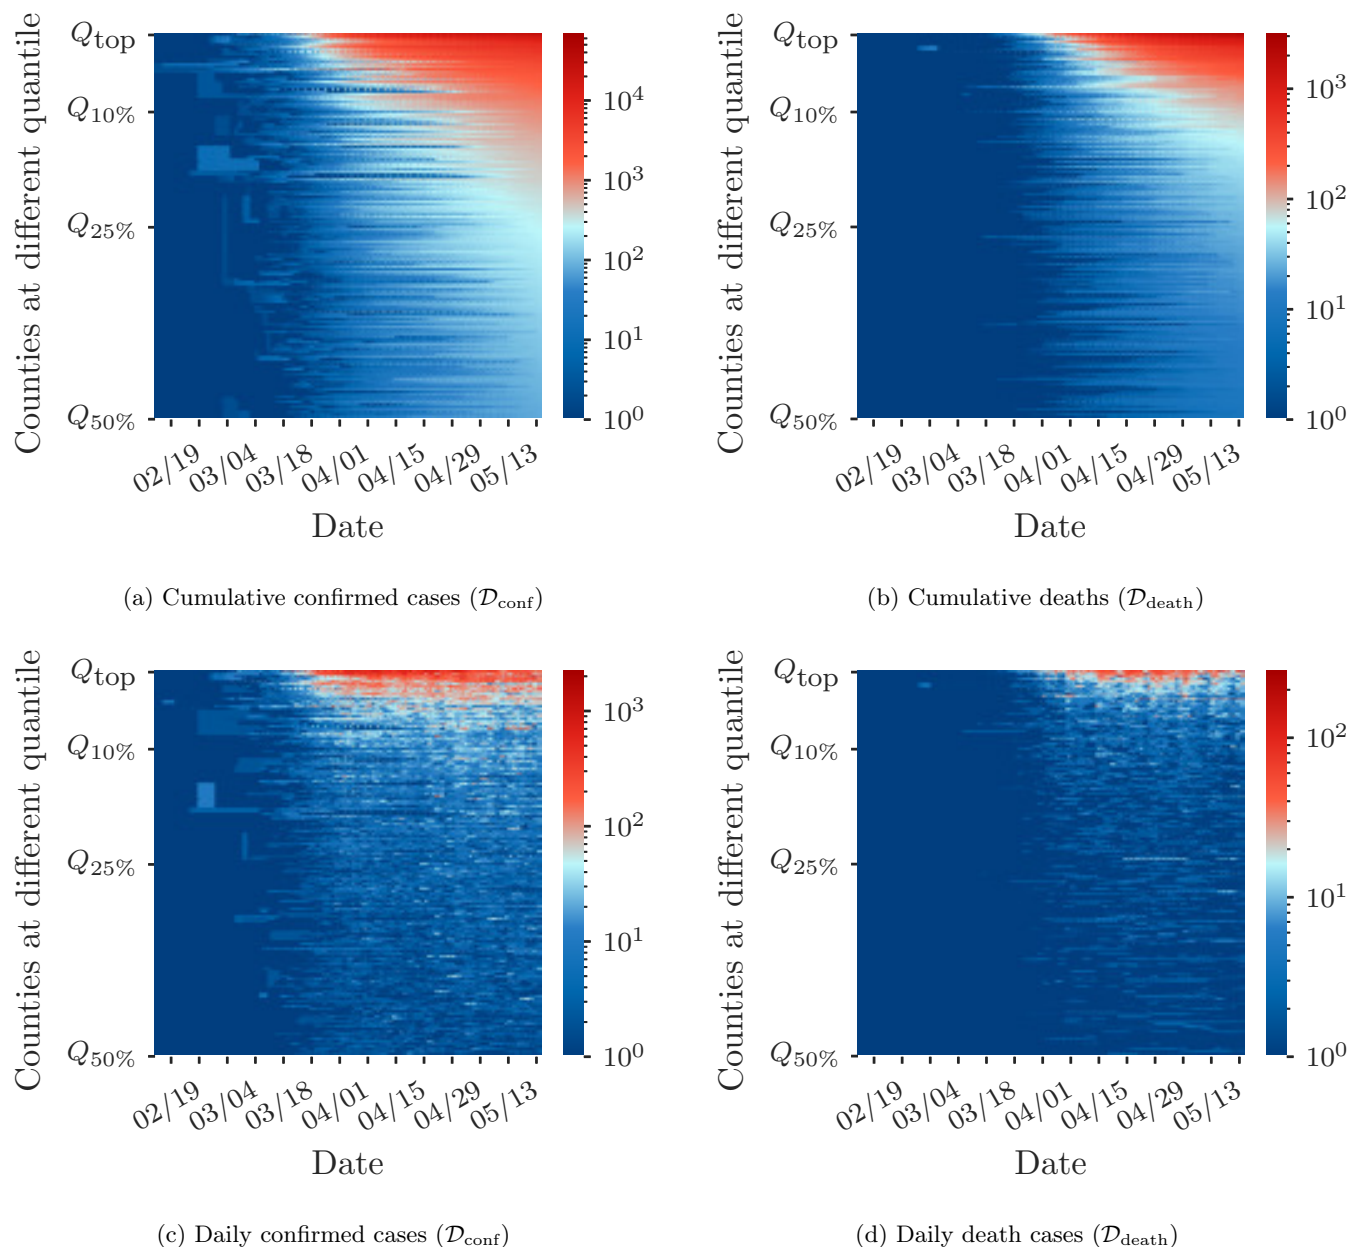 Counties at different quantile
Q_top
Q_10%
Q_25%
Q_50%
02/19 03/04 03/18 04/01 04/15 04/29 05/13
Date
10^4
10^3
10^2
10^1
10^0
(a) Cumulative confirmed cases (𝒟_conf)
Counties at different quantile
Q_top
Q_10%
Q_25%
Q_50%
02/19 03/04 03/18 04/01 04/15 04/29 05/13
Date
10^3
10^2
10^1
10^0
(b) Cumulative deaths (𝒟_death)
Counties at different quantile
Q_top
Q_10%
Q_25%
Q_50%
02/19 03/04 03/18 04/01 04/15 04/29 05/13
Date
10^3
10^2
10^1
10^0
(c) Daily confirmed cases (𝒟_conf)
Counties at different quantile
Q_top
Q_10%
Q_25%
Q_50%
02/19 03/04 03/18 04/01 04/15 04/29 05/13
Date
10^2
10^1
10^0
(d) Daily death cases (𝒟_death)